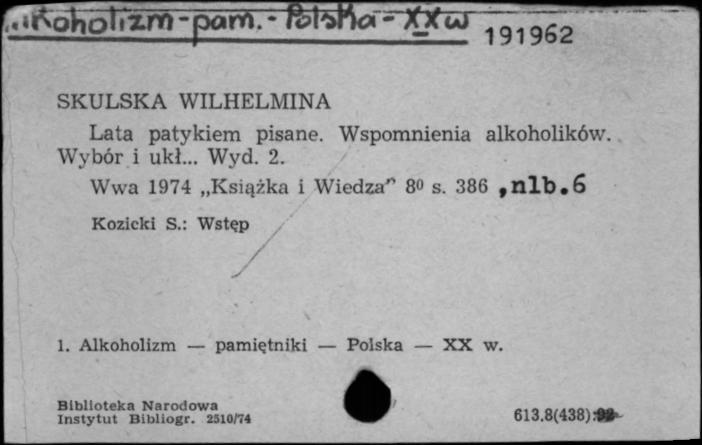 Alkoholizm - pam. - Polska - XX w
191962
SKULSKA WILHELMINA
Lata patykiem pisane. Wspomnienia alkoholików.
Wybór i ukł... Wyd. 2.
Wwa 1974 „Książka i Wiedza” 8⁰ s. 386 ,nlb.6
Kozicki S.: Wstęp
1. Alkoholizm — pamiętniki — Polska — XX w.
Biblioteka Narodowa
Instytut Bibliogr. 2510/74
613.8(438):